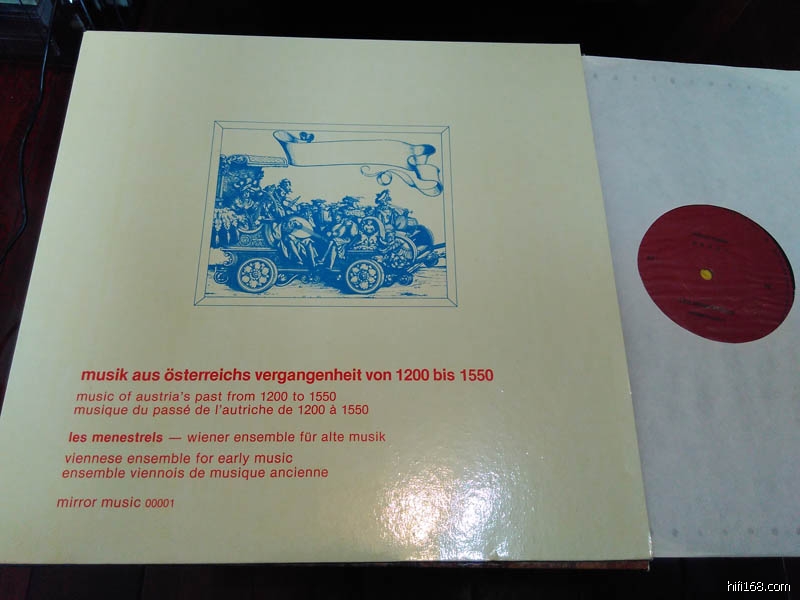 musik aus österreichs vergangenheit von 1200 bis 1550
music of austria's past from 1200 to 1550
musique du passé de l'autriche de 1200 à 1550
les menestrels — wiener ensemble für alte musik
viennese ensemble for early music
ensemble viennois de musique ancienne
mirror music 00001
hifi168.com